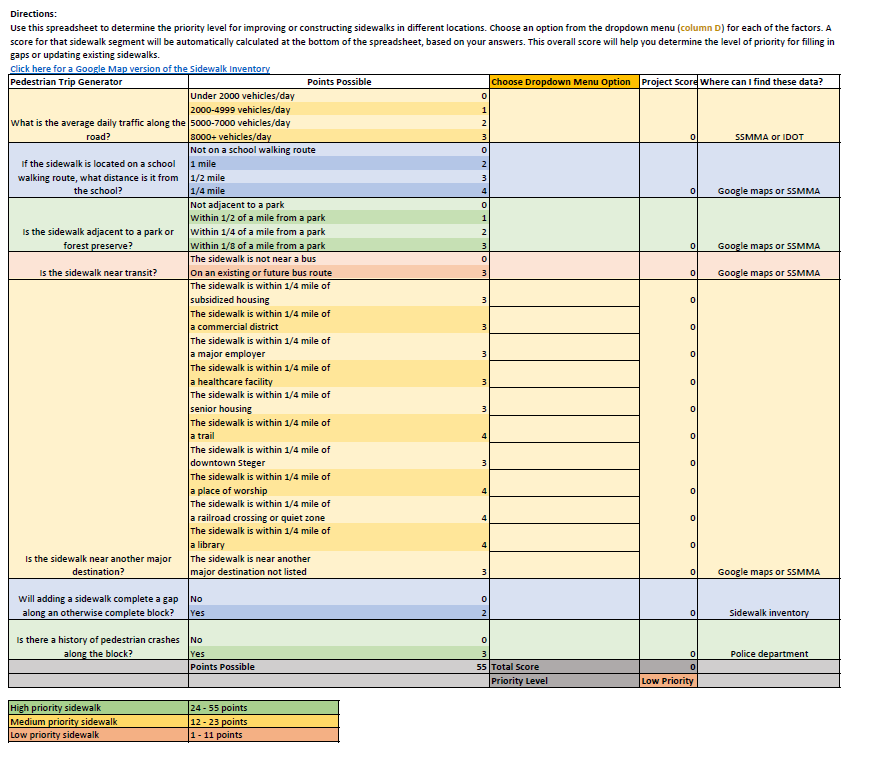 Directions:
Use this spreadsheet to determine the priority level for improving or constructing sidewalks in different locations. Choose an option from the dropdown menu (column D) for each of the factors. A
score for that sidewalk segment will be automatically calculated at the bottom of the spreadsheet, based on your answers. This overall score will help you determine the level of priority for filling in
gaps or updating existing sidewalks.
Click here for a Google Map version of the Sidewalk Inventory
Pedestrian Trip Generator Points Possible Choose Dropdown Menu Option Project Score Where can I find these data?
Under 2000 vehicles/day 0
2000-4999 vehicles/day 1
What is the average daily traffic along the 5000-7000 vehicles/day 2
road? 8000+ vehicles/day 3 0 SSMMA or IDOT
Not on a school walking route 0
If the sidewalk is located on a school 1 mile 2
walking route, what distance is it from 1/2 mile 3
the school? 1/4 mile 4 0 Google maps or SSMMA
Not adjacent to a park 0
Within 1/2 of a mile from a park 1
Is the sidewalk adjacent to a park or Within 1/4 of a mile from a park 2
forest preserve? Within 1/8 of a mile from a park 3 0 Google maps or SSMMA
The sidewalk is not near a bus 0
Is the sidewalk near transit? On an existing or future bus route 3 0 Google maps or SSMMA
The sidewalk is within 1/4 mile of
subsidized housing 3 0
The sidewalk is within 1/4 mile of
a commercial district 3 0
The sidewalk is within 1/4 mile of
a major employer 3 0
The sidewalk is within 1/4 mile of
a healthcare facility 3 0
The sidewalk is within 1/4 mile of
senior housing 3 0
The sidewalk is within 1/4 mile of
a trail 4 0
The sidewalk is within 1/4 mile of
downtown Steger 3 0
The sidewalk is within 1/4 mile of
a place of worship 4 0
The sidewalk is within 1/4 mile of
a railroad crossing or quiet zone 4 0
The sidewalk is within 1/4 mile of
a library 4 0
Is the sidewalk near another major The sidewalk is near another
destination? major destination not listed 3 0 Google maps or SSMMA
Will adding a sidewalk complete a gap No 0
along an otherwise complete block? Yes 2 0 Sidewalk inventory
Is there a history of pedestrian crashes No 0
along the block? Yes 3 0 Police department
Points Possible 55 Total Score 0
Priority Level Low Priority
High priority sidewalk 24 - 55 points
Medium priority sidewalk 12 - 23 points
Low priority sidewalk 1 - 11 points